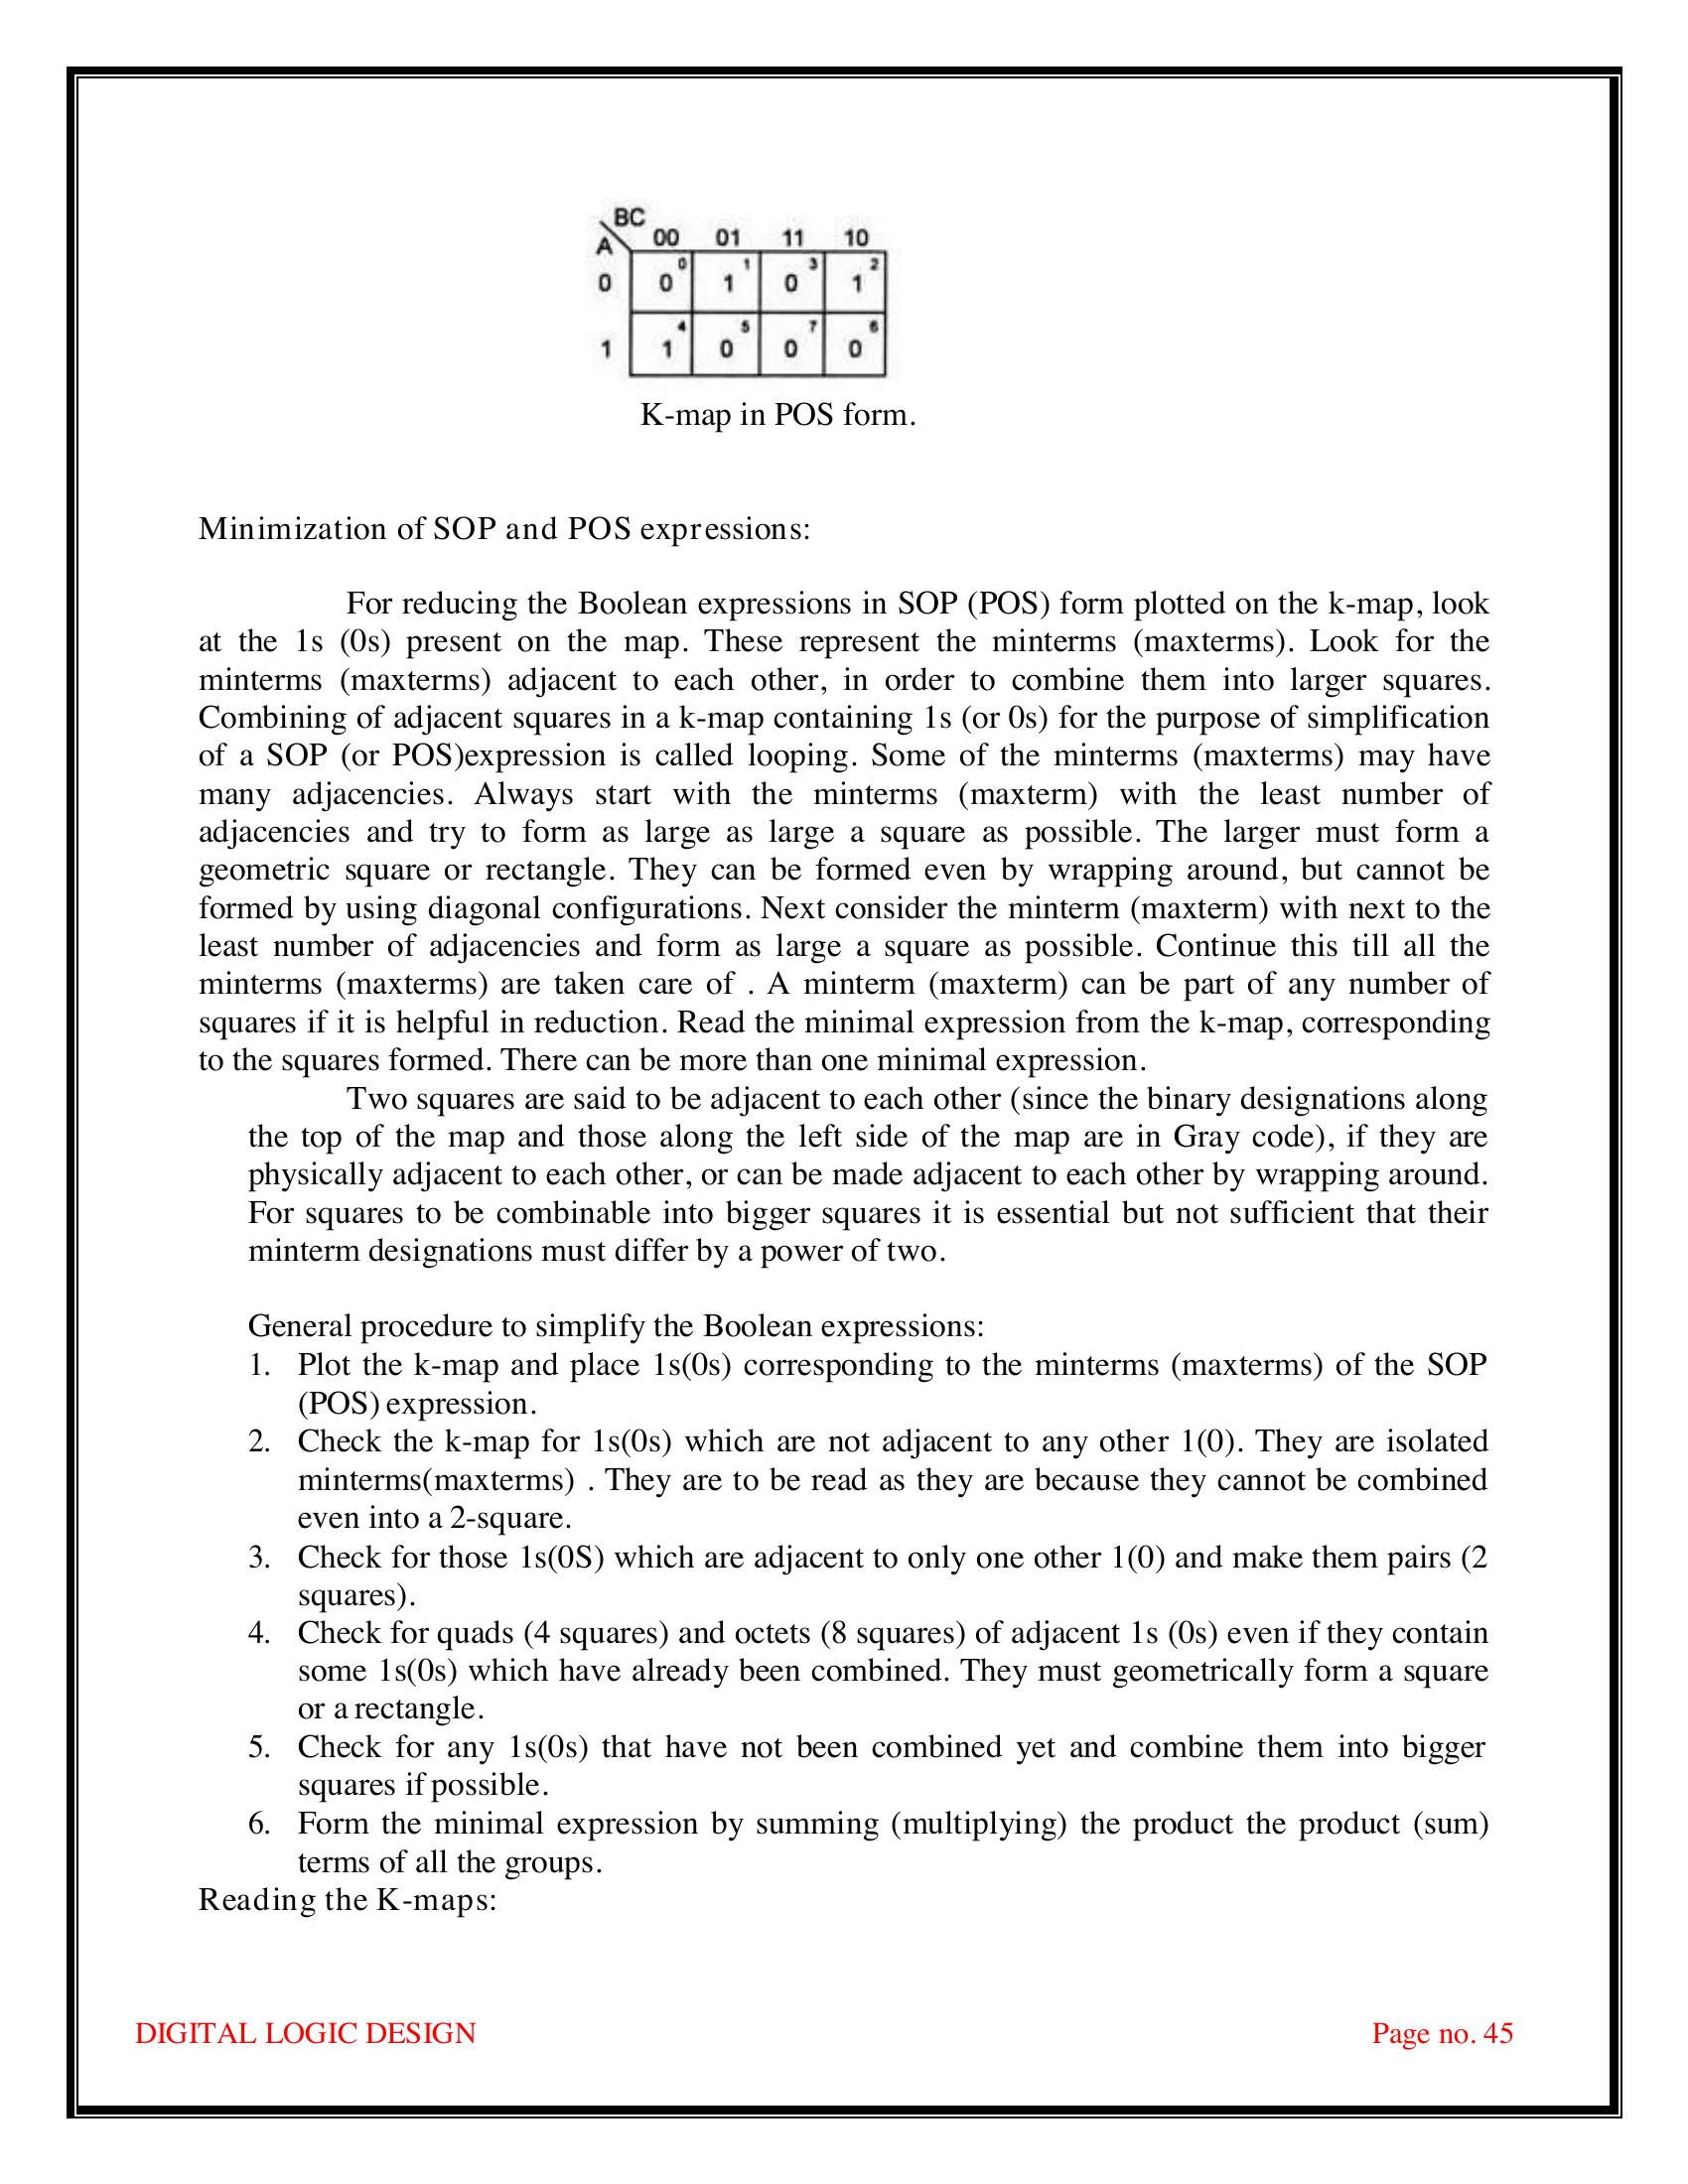 BC
A 00 01 11 10
0 0 0 1 1 0 3 1 2
1 1 4 0 5 0 7 0 6
K-map in POS form.
Minimization of SOP and POS expressions:
For reducing the Boolean expressions in SOP (POS) form plotted on the k-map, look
at the 1s (0s) present on the map. These represent the minterms (maxterms). Look for the
minterms (maxterms) adjacent to each other, in order to combine them into larger squares.
Combining of adjacent squares in a k-map containing 1s (or 0s) for the purpose of simplification
of a SOP (or POS)expression is called looping. Some of the minterms (maxterms) may have
many adjacencies. Always start with the minterms (maxterm) with the least number of
adjacencies and try to form as large as large a square as possible. The larger must form a
geometric square or rectangle. They can be formed even by wrapping around, but cannot be
formed by using diagonal configurations. Next consider the minterm (maxterm) with next to the
least number of adjacencies and form as large a square as possible. Continue this till all the
minterms (maxterms) are taken care of . A minterm (maxterm) can be part of any number of
squares if it is helpful in reduction. Read the minimal expression from the k-map, corresponding
to the squares formed. There can be more than one minimal expression.
Two squares are said to be adjacent to each other (since the binary designations along
the top of the map and those along the left side of the map are in Gray code), if they are
physically adjacent to each other, or can be made adjacent to each other by wrapping around.
For squares to be combinable into bigger squares it is essential but not sufficient that their
minterm designations must differ by a power of two.
General procedure to simplify the Boolean expressions:
1. Plot the k-map and place 1s(0s) corresponding to the minterms (maxterms) of the SOP
(POS) expression.
2. Check the k-map for 1s(0s) which are not adjacent to any other 1(0). They are isolated
minterms(maxterms) . They are to be read as they are because they cannot be combined
even into a 2-square.
3. Check for those 1s(0S) which are adjacent to only one other 1(0) and make them pairs (2
squares).
4. Check for quads (4 squares) and octets (8 squares) of adjacent 1s (0s) even if they contain
some 1s(0s) which have already been combined. They must geometrically form a square
or a rectangle.
5. Check for any 1s(0s) that have not been combined yet and combine them into bigger
squares if possible.
6. Form the minimal expression by summing (multiplying) the product the product (sum)
terms of all the groups.
Reading the K-maps:
DIGITAL LOGIC DESIGN Page no. 45